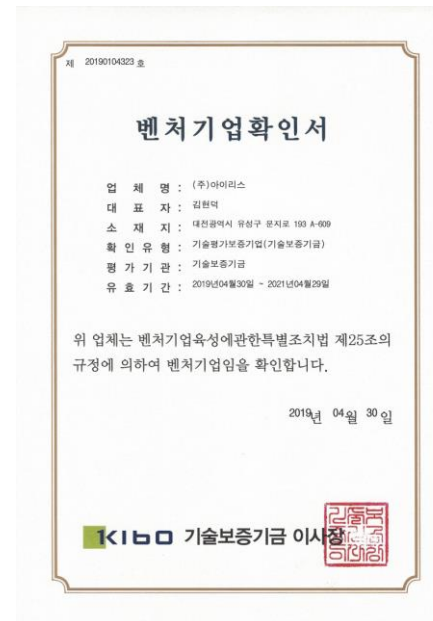 제 20190104323 호
벤처기업확인서
업 체 명 : (주)아이리스
대 표 자 : 김현덕
소 재 지 : 대전광역시 유성구 문지로 193 A-609
확 인 유 형 : 기술평가보증기업(기술보증기금)
평 가 기 관 : 기술보증기금
유 효 기 간 : 2019년04월30일 ~ 2021년04월29일
위 업체는 벤처기업육성에관한특별조치법 제25조의
규정에 의하여 벤처기업임을 확인합니다.
2019년 04월 30일
KIBO 기술보증기금 이사장